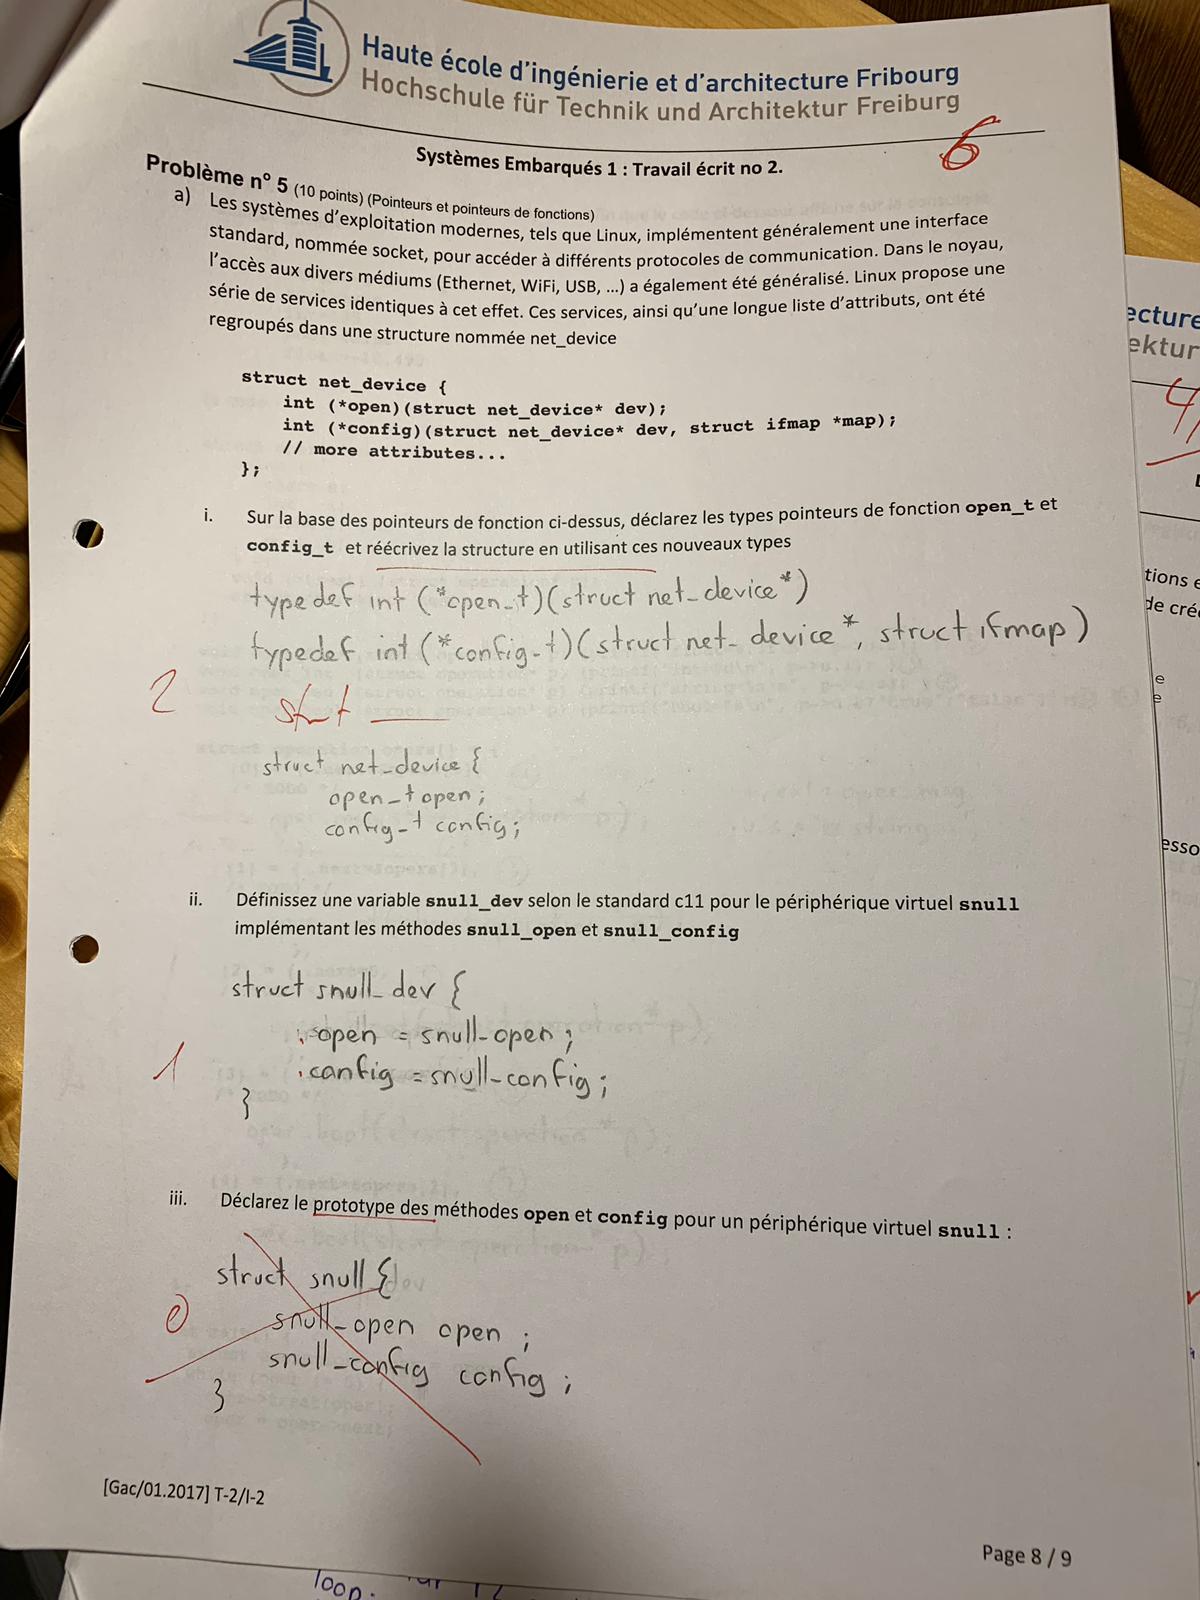 Haute école d'ingénierie et d'architecture Fribourg
Hochschule für Technik und Architektur Freiburg
6
Systèmes Embarqués 1 : Travail écrit no 2.
Problème n° 5 (10 points) (Pointeurs et pointeurs de fonctions)
a) Les systèmes d'exploitation modernes, tels que Linux, implémentent généralement une interface
standard, nommée socket, pour accéder à différents protocoles de communication. Dans le noyau,
l'accès aux divers médiums (Ethernet, WiFi, USB, …) a également été généralisé. Linux propose une
série de services identiques à cet effet. Ces services, ainsi qu'une longue liste d'attributs, ont été
regroupés dans une structure nommée net_device
struct net_device {
int (*open)(struct net_device* dev);
int (*config)(struct net_device* dev, struct ifmap *map);
// more attributes...
};
i. Sur la base des pointeurs de fonction ci-dessus, déclarez les types pointeurs de fonction open_t et
config_t et réécrivez la structure en utilisant ces nouveaux types
typedef int (*open_t)(struct net_device*)
typedef int (*config_t)(struct net_device*, struct ifmap)
2
struct net_device {
open_t open;
config_t config;
ii. Définissez une variable snull_dev selon le standard c11 pour le périphérique virtuel snull
implémentant les méthodes snull_open et snull_config
struct snull_dev {
.open = snull_open;
1
.config = snull_config;
}
iii. Déclarez le prototype des méthodes open et config pour un périphérique virtuel snull :
struct snull {
0
snull_open open;
snull_config config;
}
[Gac/01.2017] T-2/I-2
Page 8 / 9
ecture
ektur
4
tions e
de cré
e
e
esso
loop.